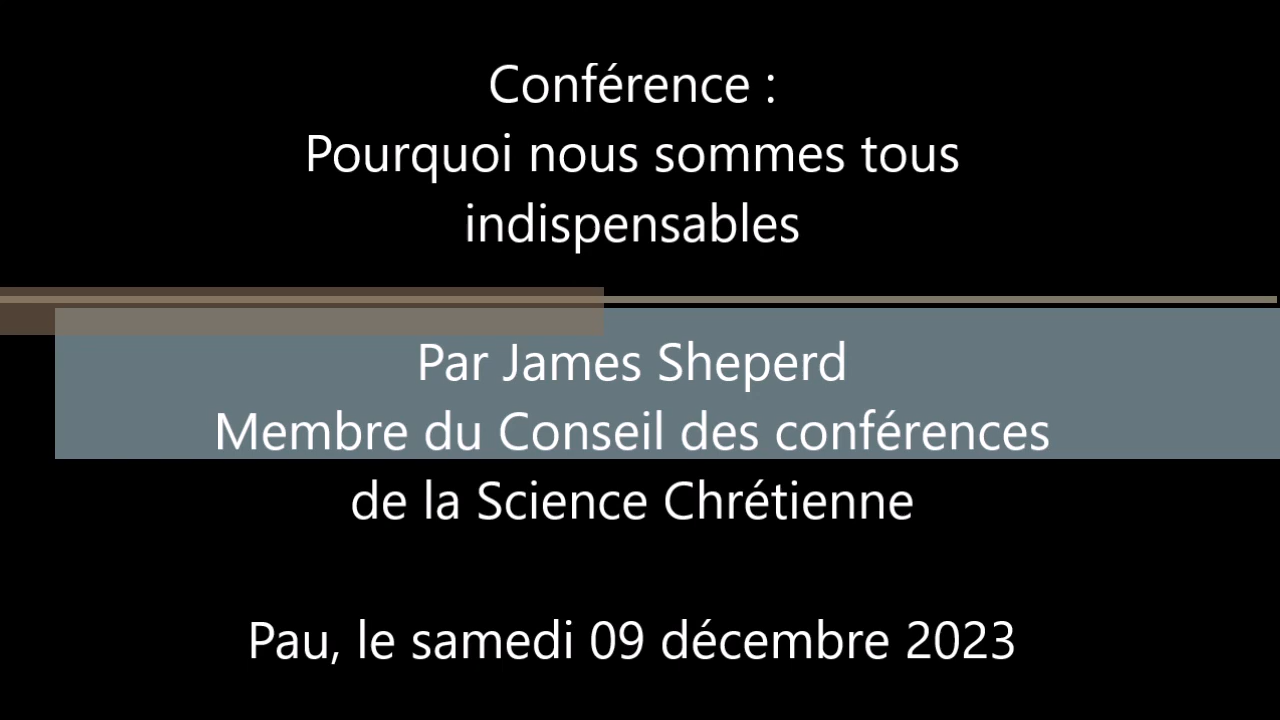 Conférence :
Pourquoi nous sommes tous
indispensables
Par James Sheperd
Membre du Conseil des conférences
de la Science Chrétienne
Pau, le samedi 09 décembre 2023